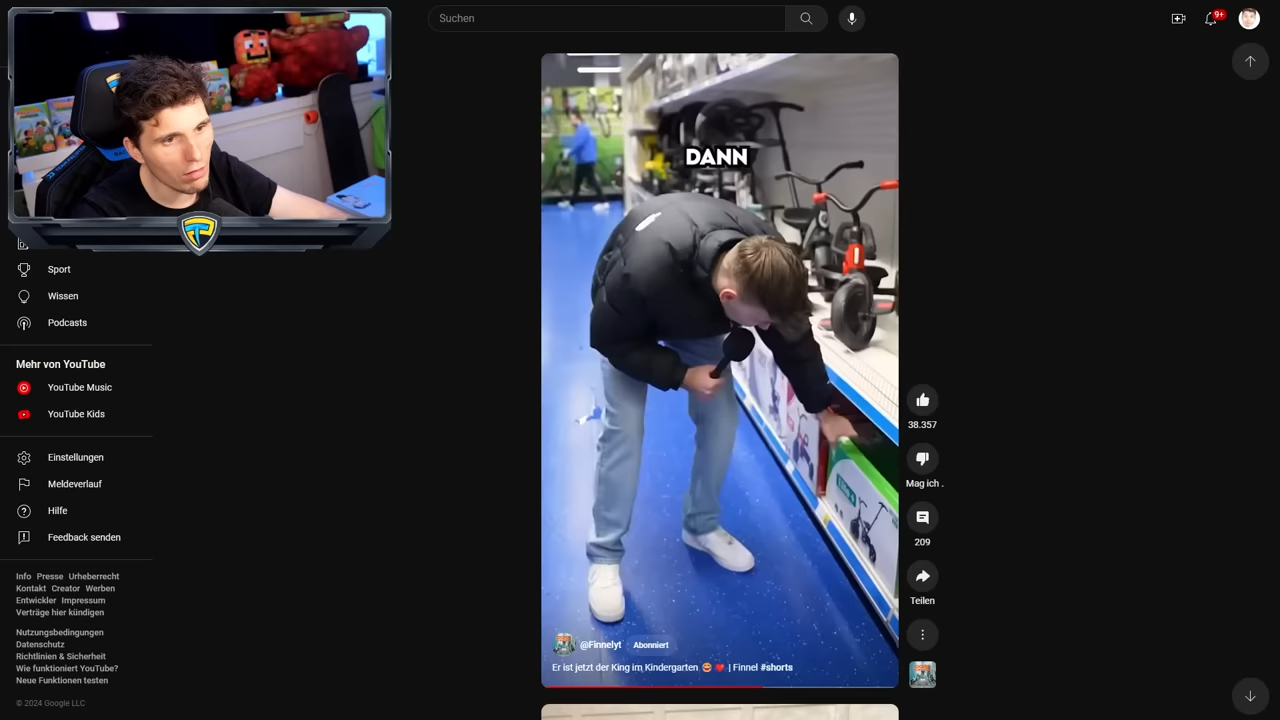 Suchen
9+
DANN
Sport
Wissen
Podcasts
Mehr von YouTube
YouTube Music
YouTube Kids
Einstellungen
Meldeverlauf
Hilfe
Feedback senden
Info Presse Urheberrecht
Kontakt Creator Werben
Entwickler Impressum
Verträge hier kündigen
Nutzungsbedingungen
Datenschutz
Richtlinien & Sicherheit
Wie funktioniert YouTube?
Neue Funktionen testen
© 2024 Google LLC
38.357
Mag ich .
209
Teilen
@Finnelyt Abonniert
Er ist jetzt der King im Kindergarten 😍 ❤️ | Finnel #shorts